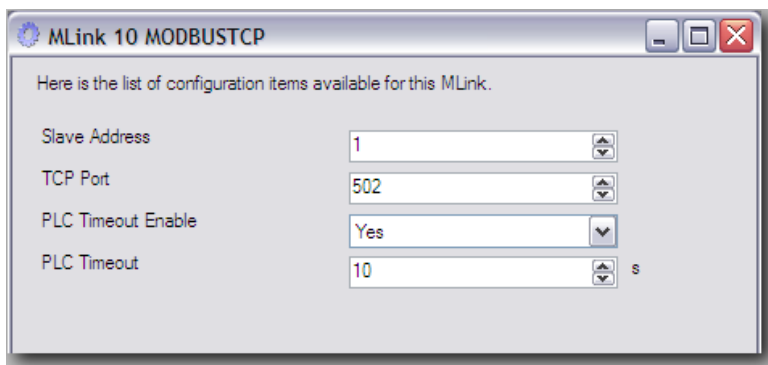 MLink 10 MODBUSTCP
Here is the list of configuration items available for this MLink.
Slave Address 1
TCP Port 502
PLC Timeout Enable Yes
PLC Timeout 10 s